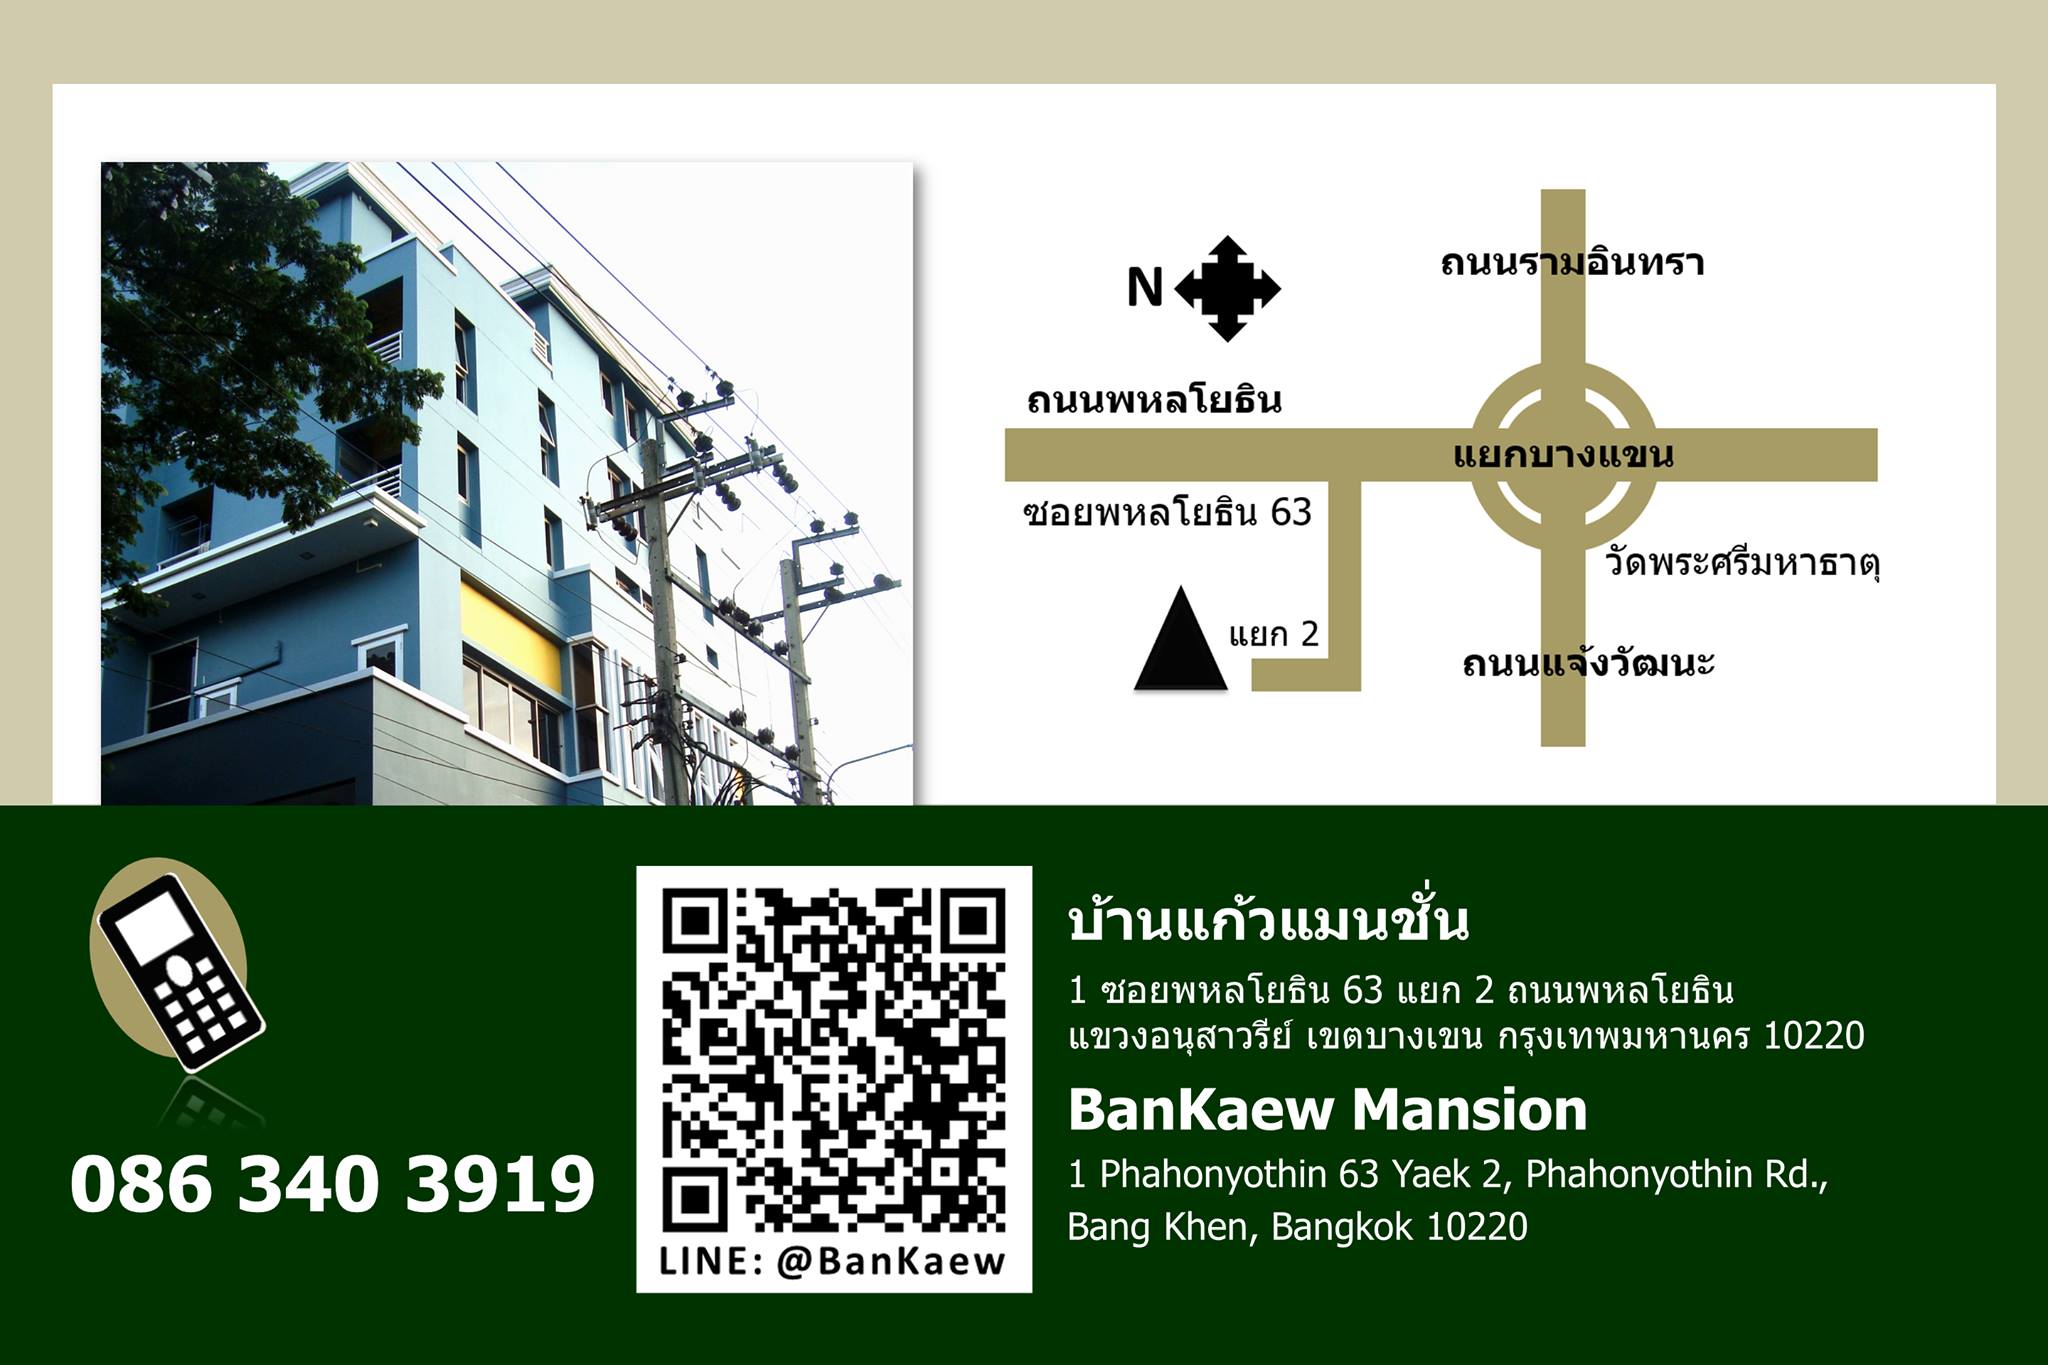 N
ถนนรามอินทรา
ถนนพหลโยธิน
แยกบางแขน
ซอยพหลโยธิน 63
วัดพระศรีมหาธาตุ
แยก 2
ถนนแจ้งวัฒนะ
086 340 3919
LINE: @BanKaew
บ้านแก้วแมนชั่น
1 ซอยพหลโยธิน 63 แยก 2 ถนนพหลโยธิน
แขวงอนุสาวรีย์ เขตบางเขน กรุงเทพมหานคร 10220
BanKaew Mansion
1 Phahonyothin 63 Yaek 2, Phahonyothin Rd.,
Bang Khen, Bangkok 10220